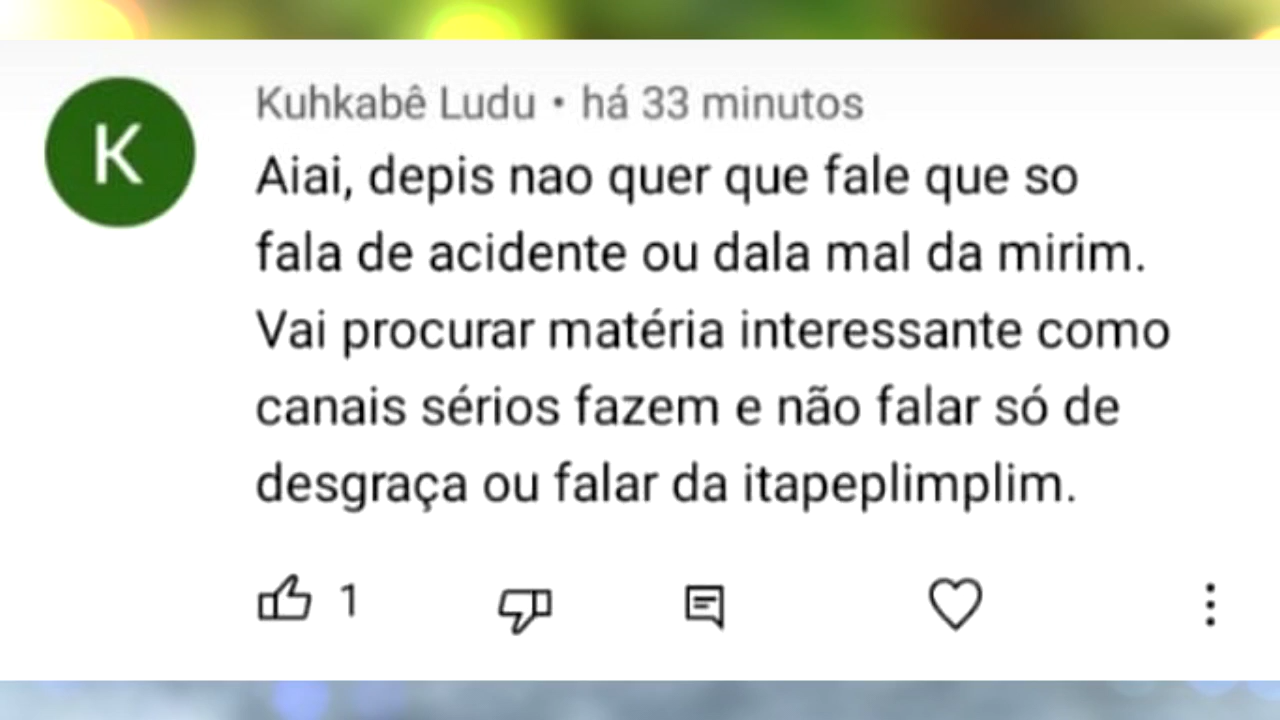 K
Kuhkabê Ludu • há 33 minutos
Aiai, depis nao quer que fale que so
fala de acidente ou dala mal da mirim.
Vai procurar matéria interessante como
canais sérios fazem e não falar só de
desgraça ou falar da itapeplimplim.
1